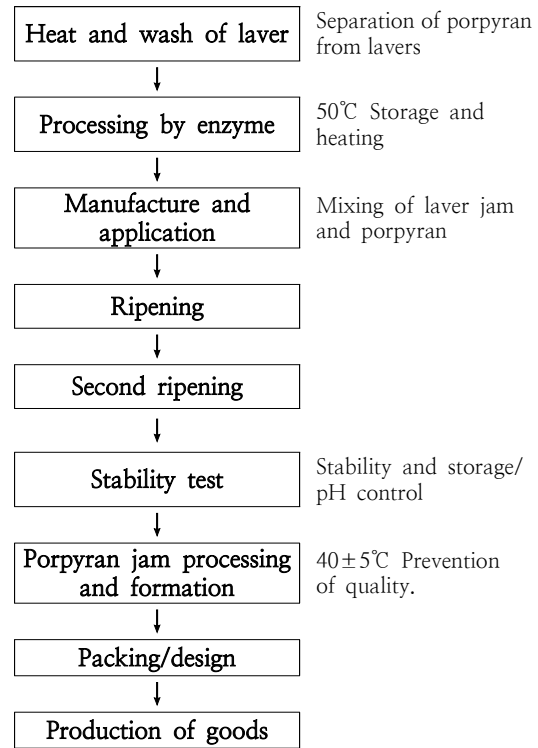 Heat and wash of laver
Separation of porpyran
from lavers
Processing by enzyme
50℃ Storage and
heating
Manufacture and
application
Mixing of laver jam
and porpyran
Ripening
Second ripening
Stability test
Stability and storage/
pH control
Porpyran jam processing
and formation
40±5℃ Prevention
of quality.
Packing/design
Production of goods